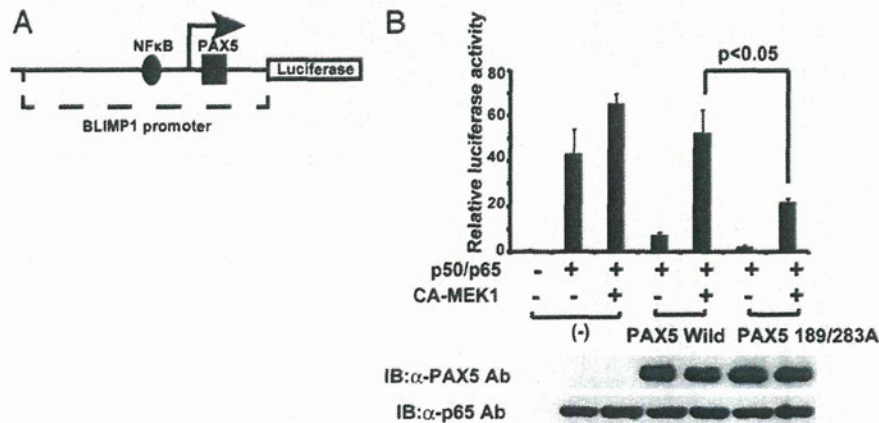 A
NFκB
PAX5
Luciferase
BLIMP1 promoter
B
Relative luciferase activity
80
60
40
20
0
p<0.05
p50/p65 - + + + + + +
CA-MEK1 - - + - + - +
(-) PAX5 Wild PAX5 189/283A
IB:α-PAX5 Ab
IB:α-p65 Ab